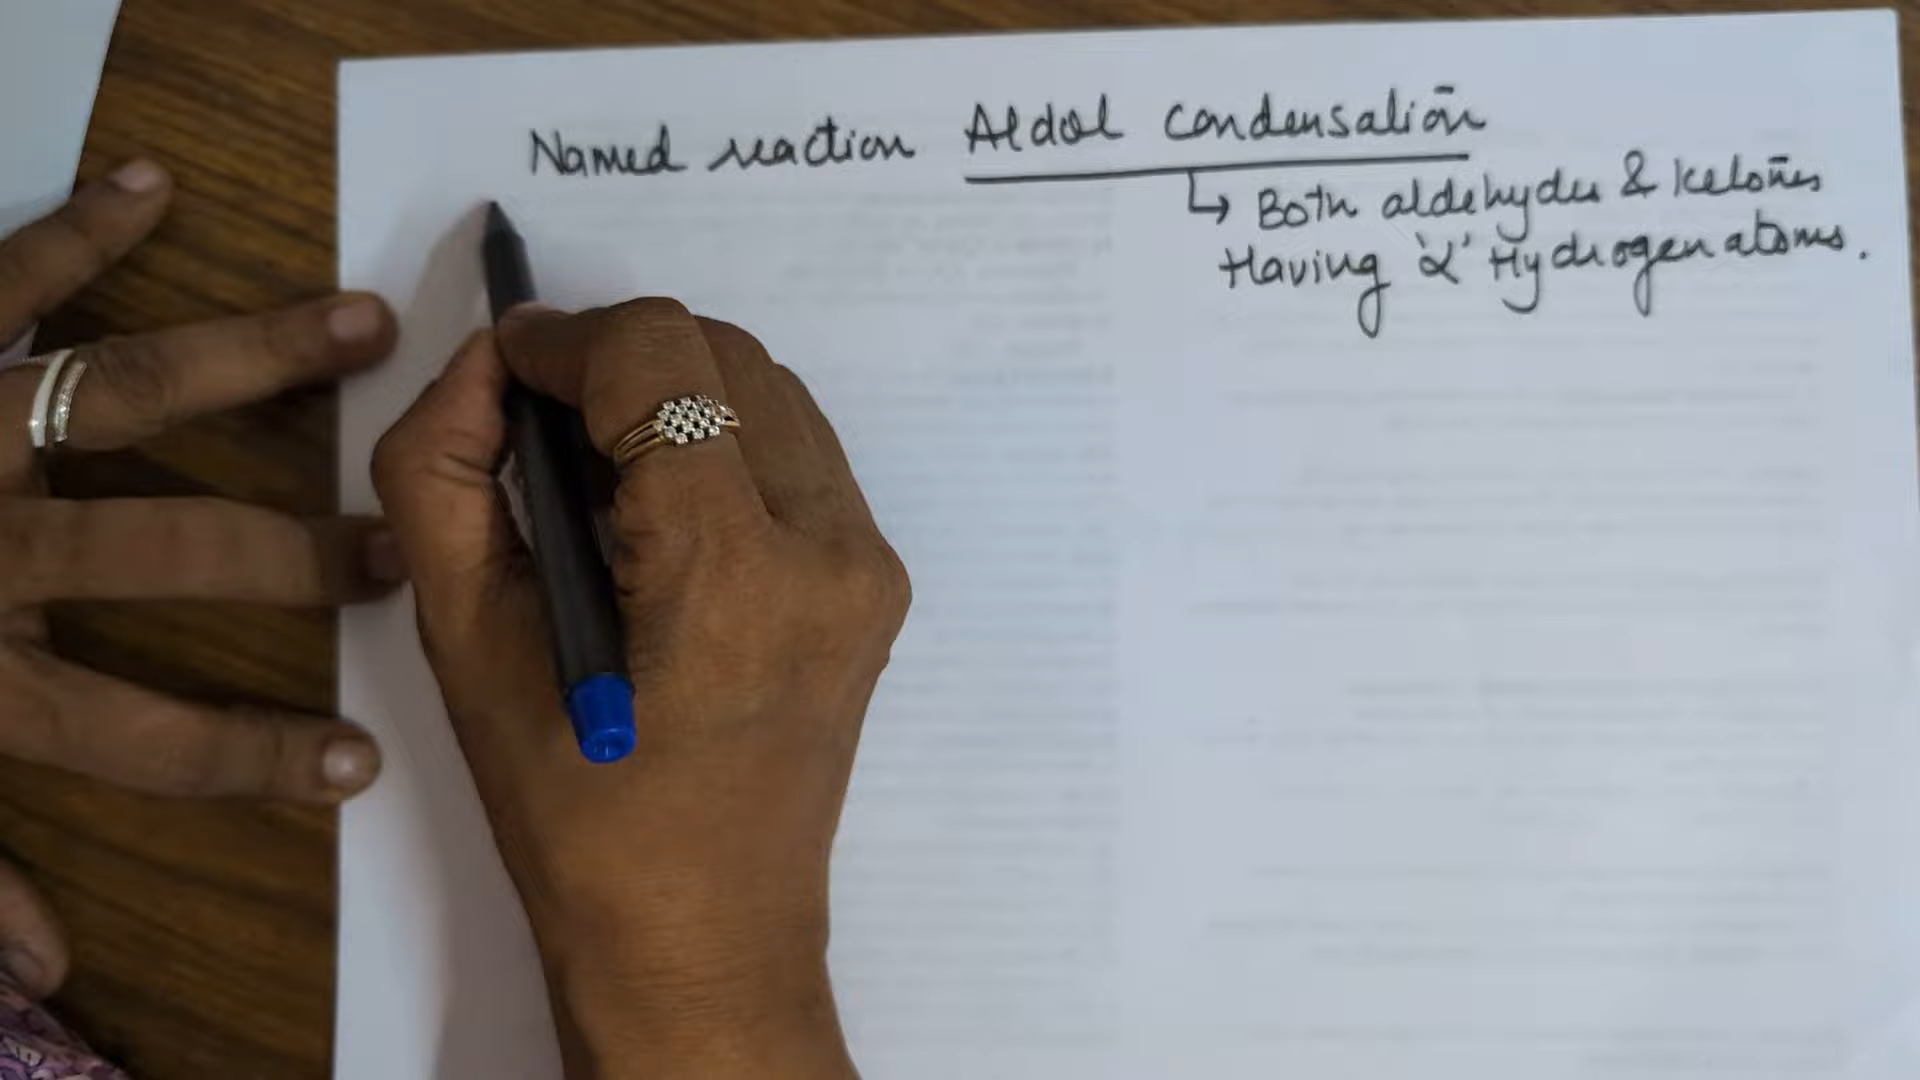 Named reaction Aldol condensation
↳ Both aldehydes & ketones
Having 'α' Hydrogen atoms.